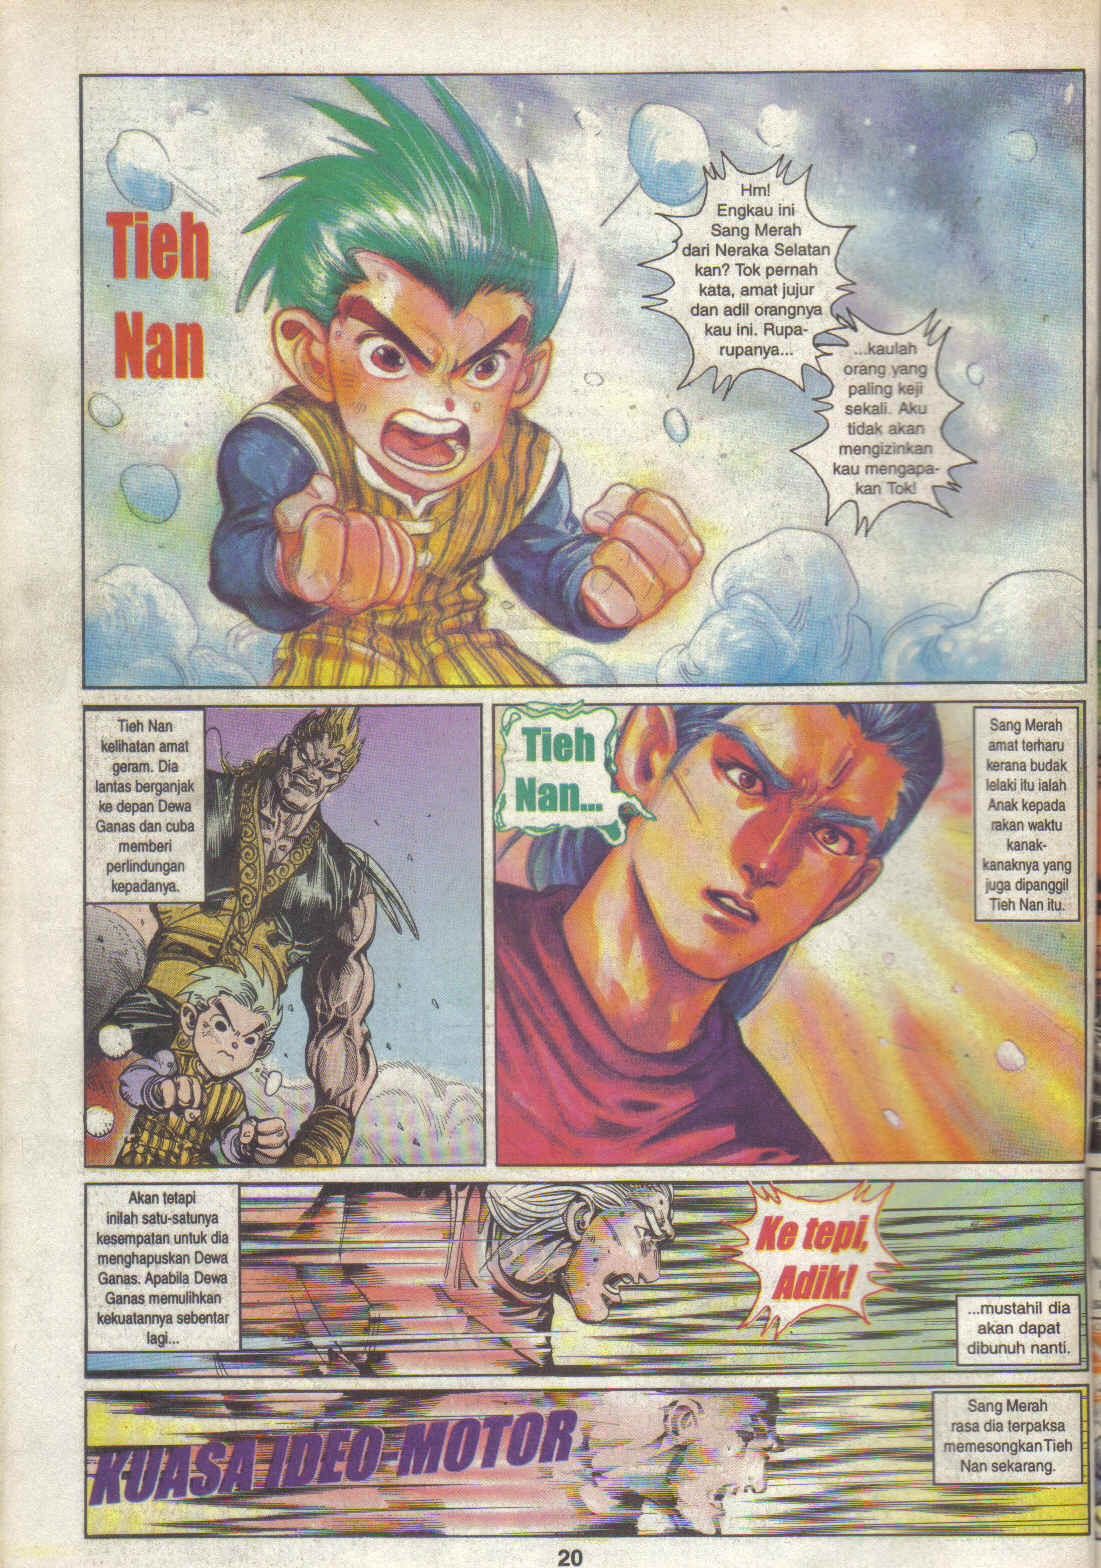 Tieh
Nan
Hm!
Engkau ini
Sang Merah
dari Neraka Selatan
kan? Tok pernah
kata, amat jujur
dan adil orangnya
kau ini. Rupa-
rupanya...
...kaulah
orang yang
paling keji
sekali. Aku
tidak akan
mengizinkan
kau mengapa-
kan Tok!
Tieh Nan
kelihatan amat
geram. Dia
lantas berganjak
ke depan Dewa
Ganas dan cuba
memberi
perlindungan
kepadanya.
Tieh
Nan...
Sang Merah
amat terharu
kerana budak
lelaki itu ialah
Anak kepada
rakan waktu
kanak-
kanaknya yang
juga dipanggil
Tieh Nan itu.
Akan tetapi
inilah satu-satunya
kesempatan untuk dia
menghapuskan Dewa
Ganas. Apabila Dewa
Ganas memulihkan
kekuatannya sebentar
lagi...
Ke tepi,
Adik!
...mustahil dia
akan dapat
dibunuh nanti.
KUASA IDEO-MOTOR
Sang Merah
rasa dia terpaksa
memesongkan Tieh
Nan sekarang.
20